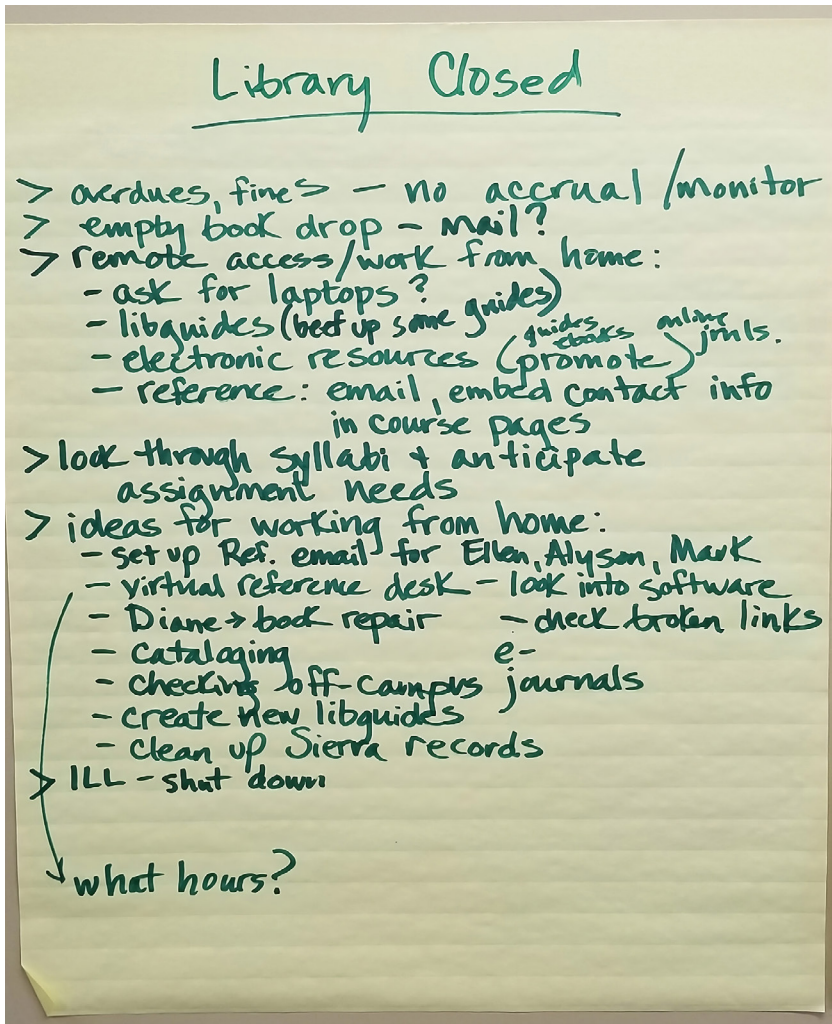 Library Closed
> overdues, fines - no accrual /monitor
> empty book drop - mail?
> remote access/work from home:
- ask for laptops?
- libguides (beef up some guides)
- electronic resources (promote) guides ebooks online jrnls.
- reference: email, embed contact info
in course pages
> look through syllabi + anticipate
assignment needs
> ideas for working from home:
- set up Ref. email for Ellen, Alyson, Mark
- virtual reference desk - look into software
- Diane → book repair - check broken links
- cataloging
- checking off-campus e-journals
- create new libguides
- clean up Sierra records
> ILL - shut down
what hours?